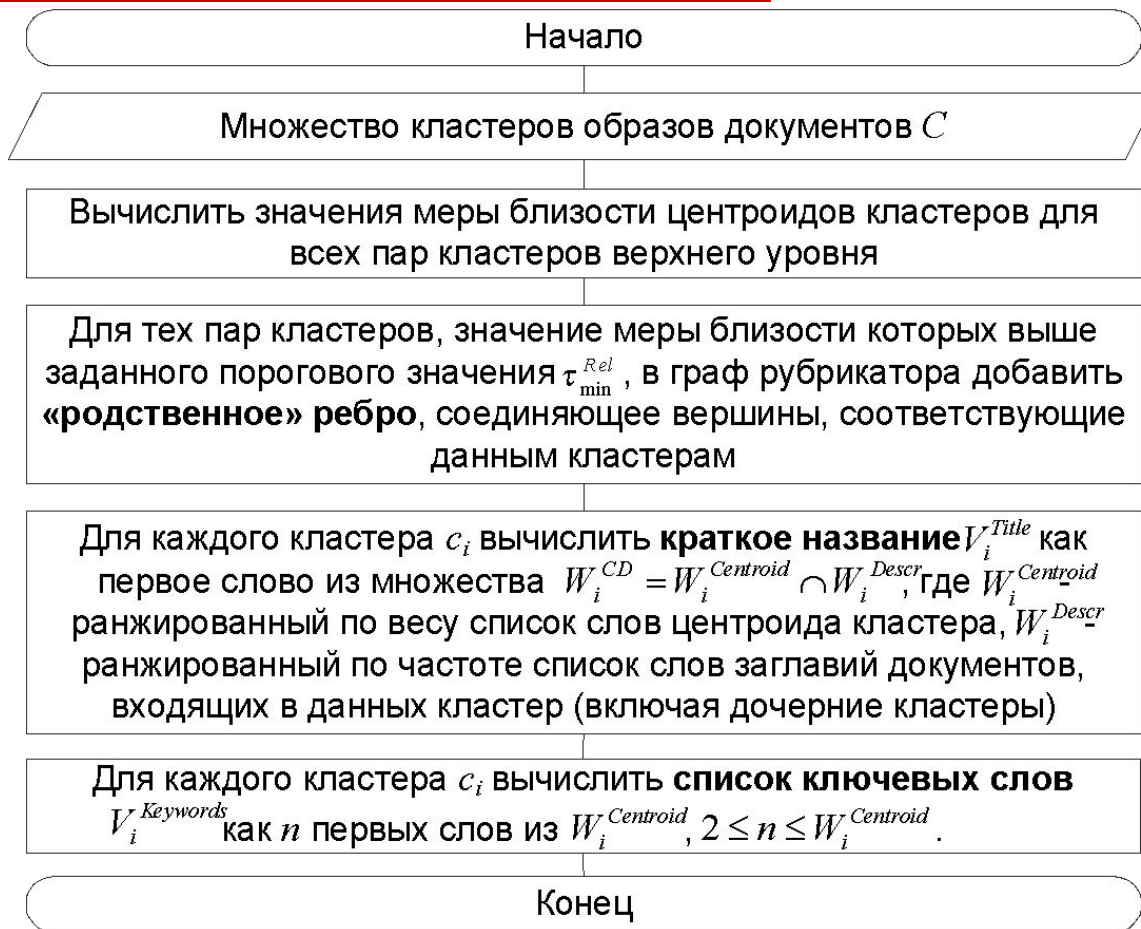 Начало
Множество кластеров образов документов C
Вычислить значения меры близости центроидов кластеров для
всех пар кластеров верхнего уровня
Для тех пар кластеров, значение меры близости которых выше
заданного порогового значения τ_min^Rel , в граф рубрикатора добавить
«родственное» ребро, соединяющее вершины, соответствующие
данным кластерам
Для каждого кластера c_i вычислить краткое название V_i^Title как
первое слово из множества W_i^CD = W_i^Centroid ∩ W_i^Descr, где W_i^Centroid -
ранжированный по весу список слов центроида кластера, W_i^Descr -
ранжированный по частоте список слов заглавий документов,
входящих в данных кластер (включая дочерние кластеры)
Для каждого кластера c_i вычислить список ключевых слов
V_i^Keywords как n первых слов из W_i^Centroid, 2 ≤ n ≤ W_i^Centroid .
Конец